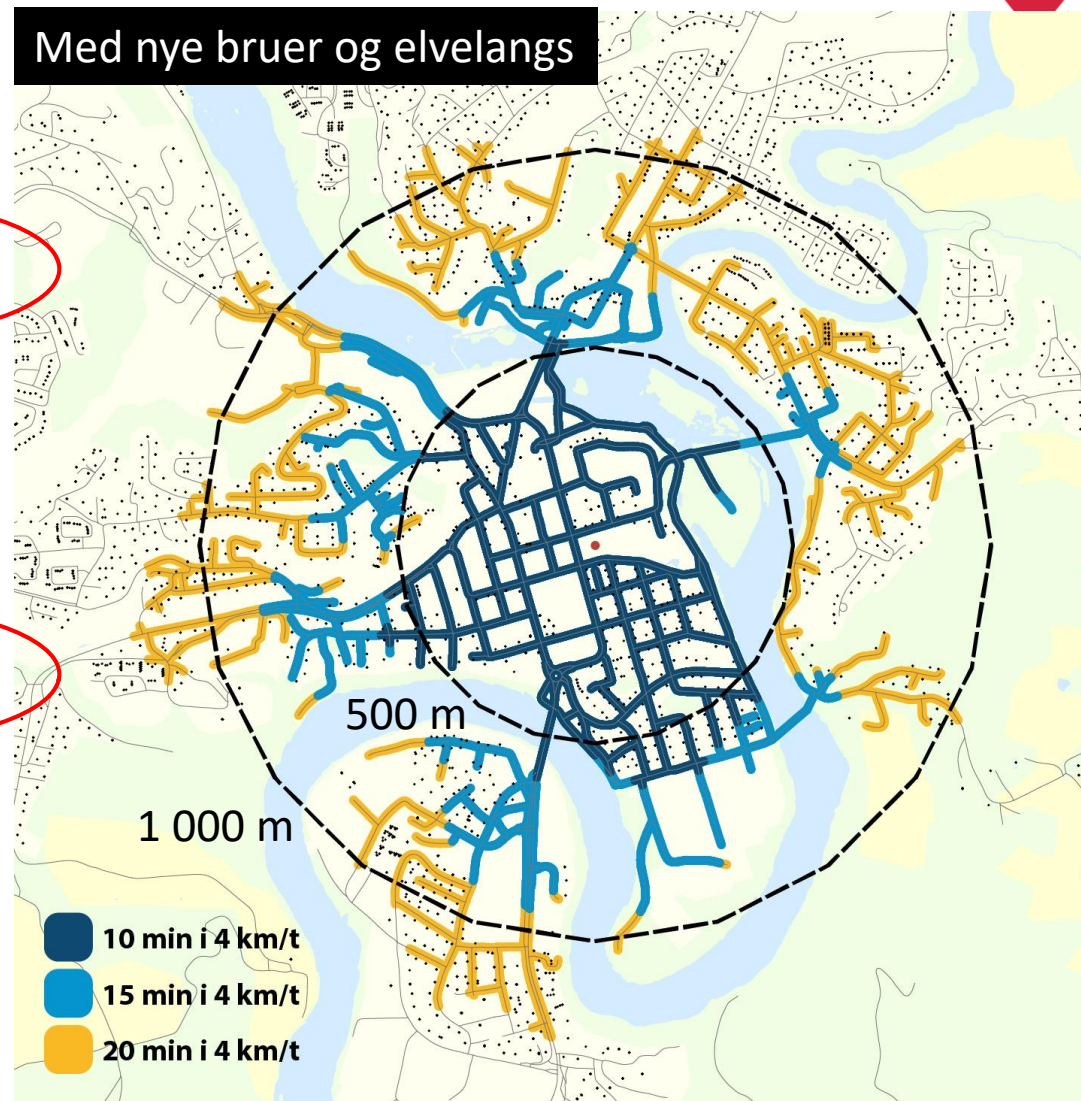 Med nye bruer og elvelangs
500 m
1 000 m
10 min i 4 km/t
15 min i 4 km/t
20 min i 4 km/t